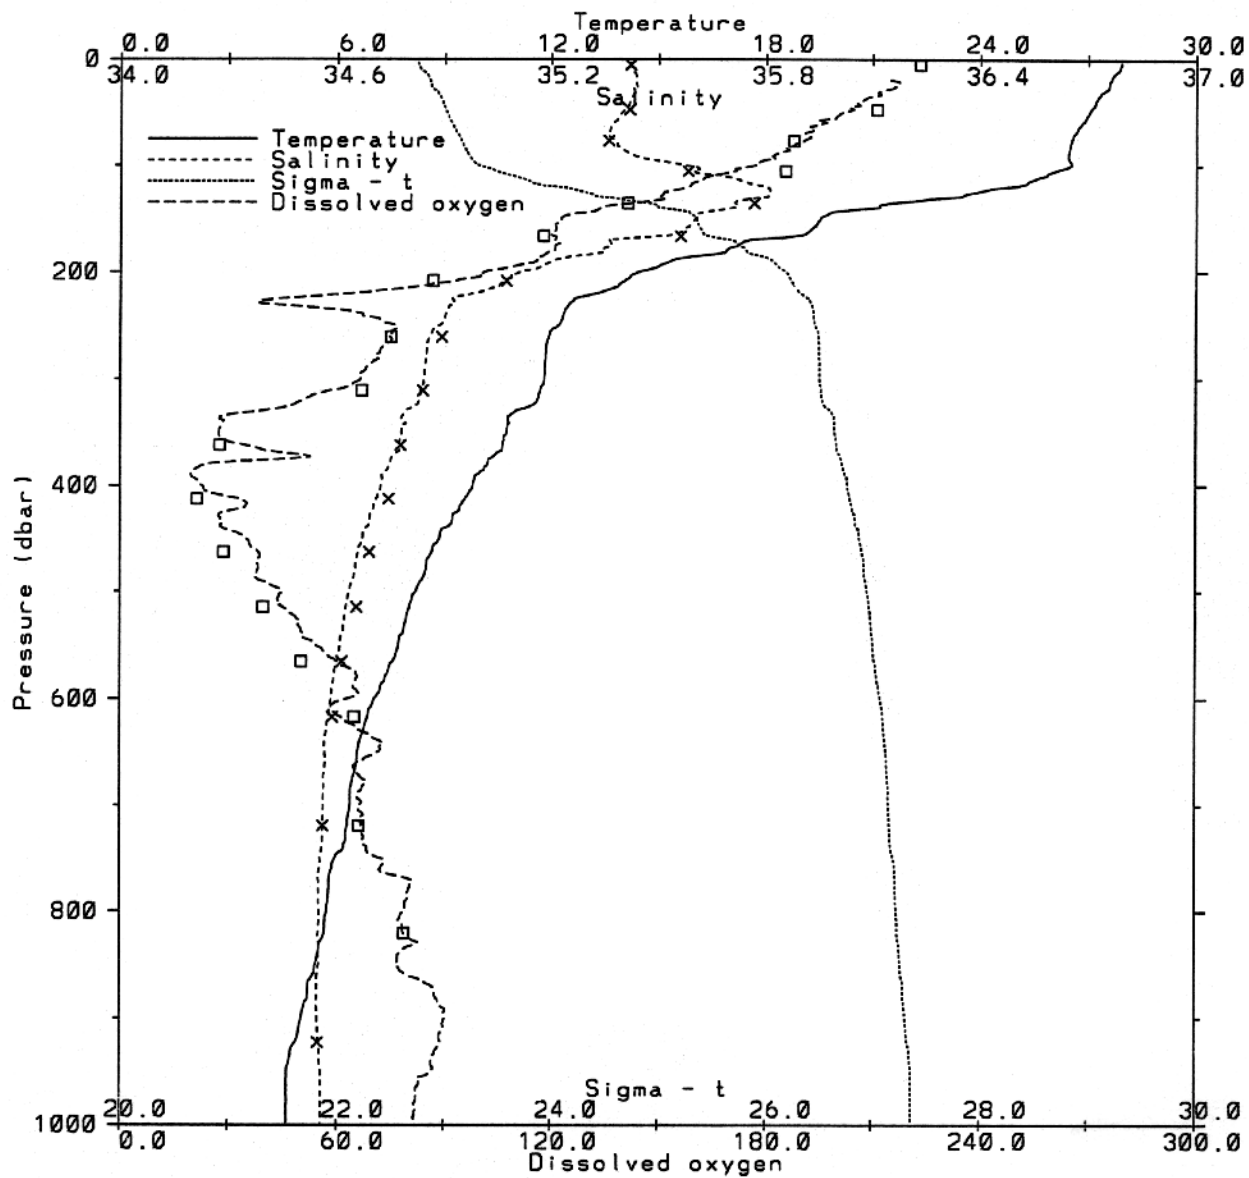 Temperature
0.0 6.0 12.0 18.0 24.0 30.0
0
34.0 34.6 35.2 35.8 36.4 37.0
Salinity
Temperature
Salinity
Sigma - t
Dissolved oxygen
200
400
Pressure (dbar)
600
800
Sigma - t
20.0 22.0 24.0 26.0 28.0 30.0
1000
0.0 60.0 120.0 180.0 240.0 300.0
Dissolved oxygen